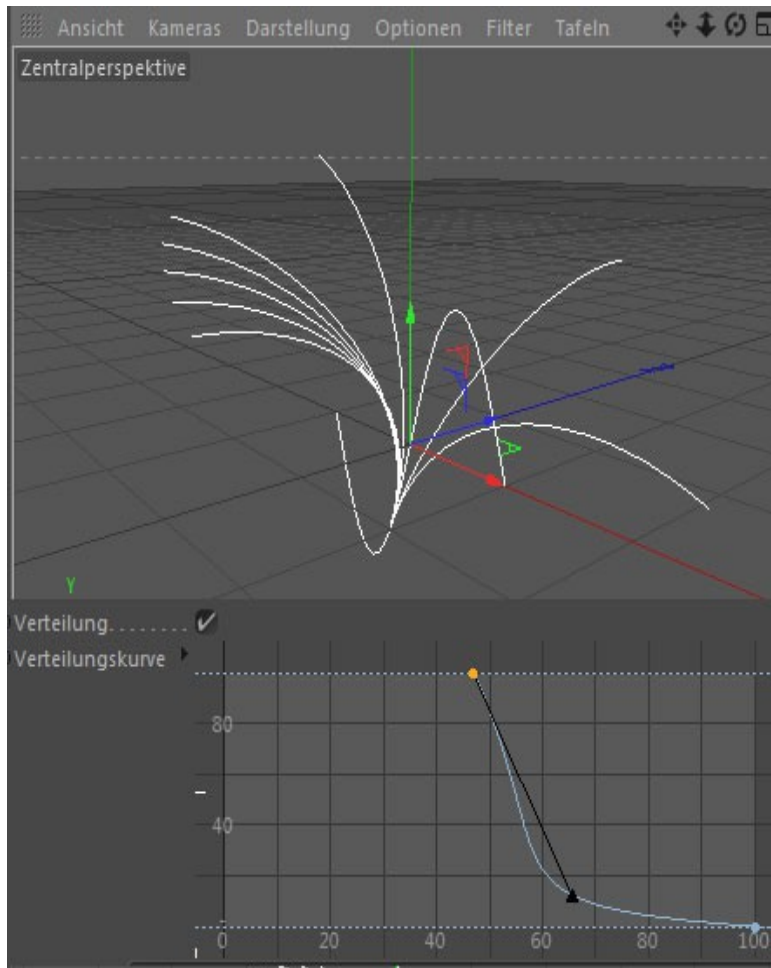 Ansicht Kameras Darstellung Optionen Filter Tafeln
Zentralperspektive
Y
Verteilung........
Verteilungskurve
80
40
0 20 40 60 80 100